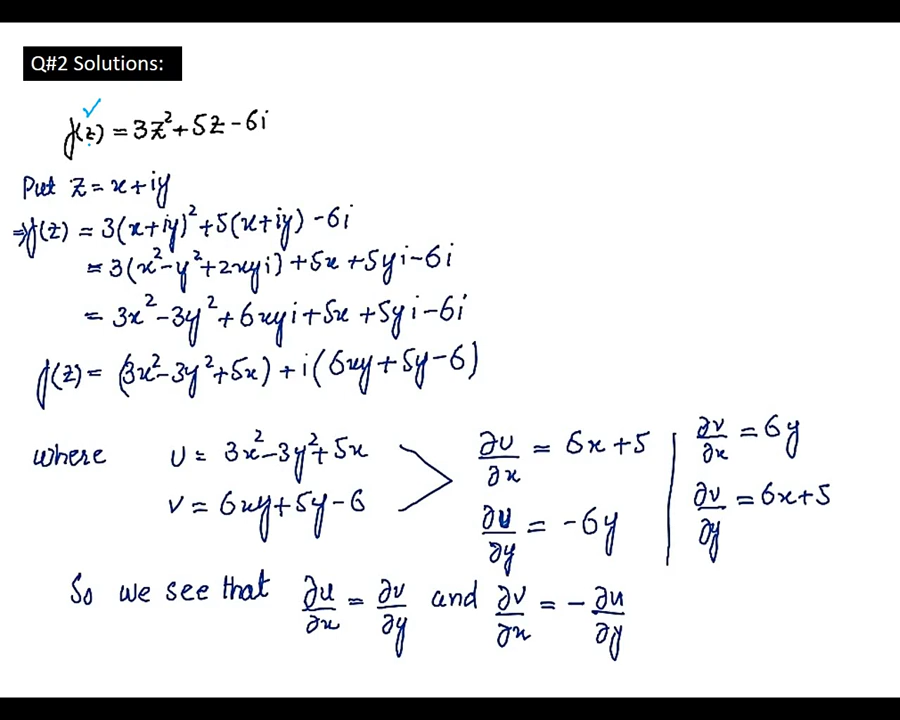 Q#2 Solutions:
f(z) = 3z² + 5z - 6i
Put z = x + iy
⇒ f(z) = 3(x+iy)² + 5(x+iy) - 6i
= 3(x² - y² + 2xyi) + 5x + 5yi - 6i
= 3x² - 3y² + 6xyi + 5x + 5yi - 6i
f(z) = (3x² - 3y² + 5x) + i(6xy + 5y - 6)
where u = 3x² - 3y² + 5x
v = 6xy + 5y - 6
∂u/∂x = 6x + 5
∂u/∂y = -6y
∂v/∂x = 6y
∂v/∂y = 6x + 5
So we see that ∂u/∂x = ∂v/∂y and ∂v/∂x = - ∂u/∂y